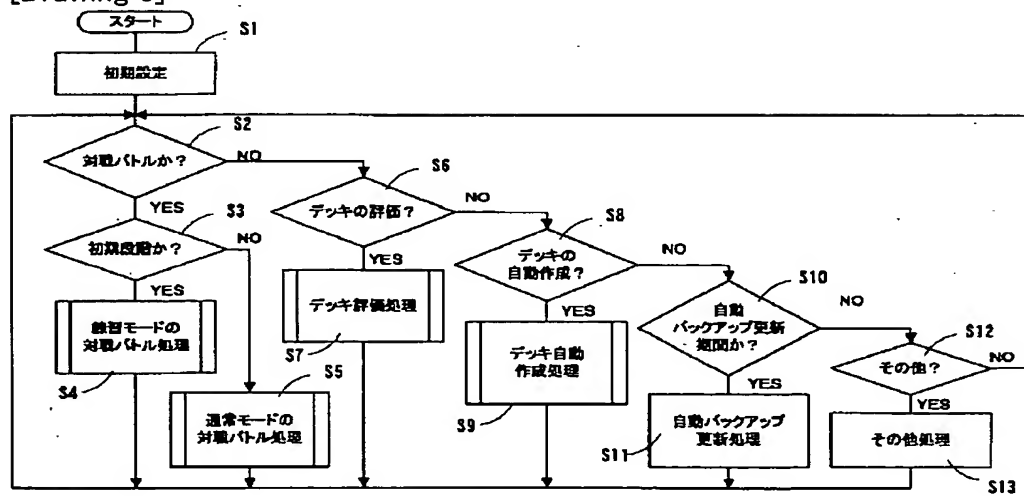 スタート
S1
初期設定
S2
対戦バトルか？
NO
S6
YES
デッキの評価？
NO
S8
S3
初期段階か？
NO
YES
デッキの
自動作成？
NO
S10
YES
デッキ評価処理
自動
バックアップ更新
期間か？
NO
S12
練習モードの
対戦バトル処理
YES
デッキ自動
作成処理
その他？
NO
S7
S4
S5
YES
YES
通常モードの
対戦バトル処理
S9
自動バックアップ
更新処理
その他処理
S11
S13